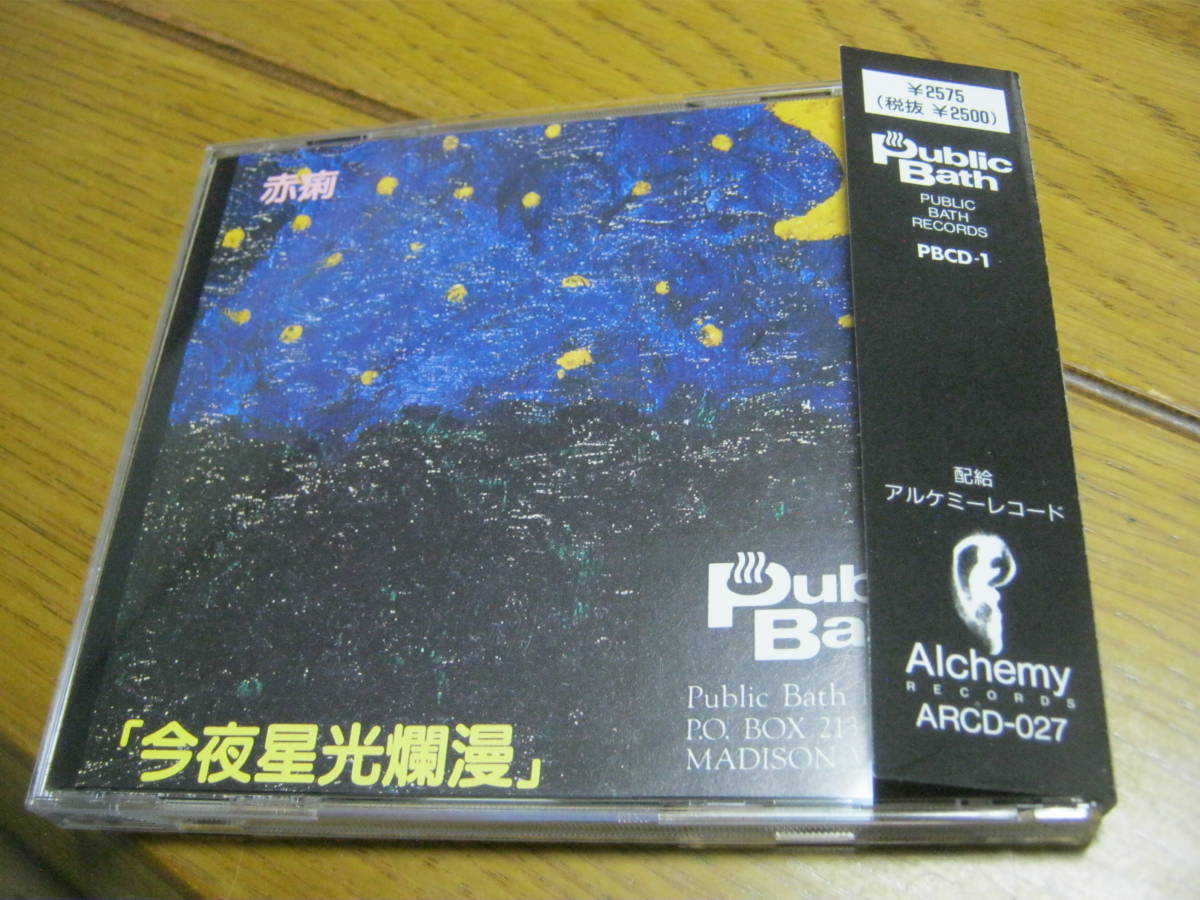 赤痢
「今夜星光爛漫」
Pub
Ba
Public Bath
P.O. BOX 213
MADISON
¥2575
(税抜 ¥2500)
Public
Bath
PUBLIC
BATH
RECORDS
PBCD-1
配給
アルケミーレコード
Alchemy
RECORDS
ARCD-027